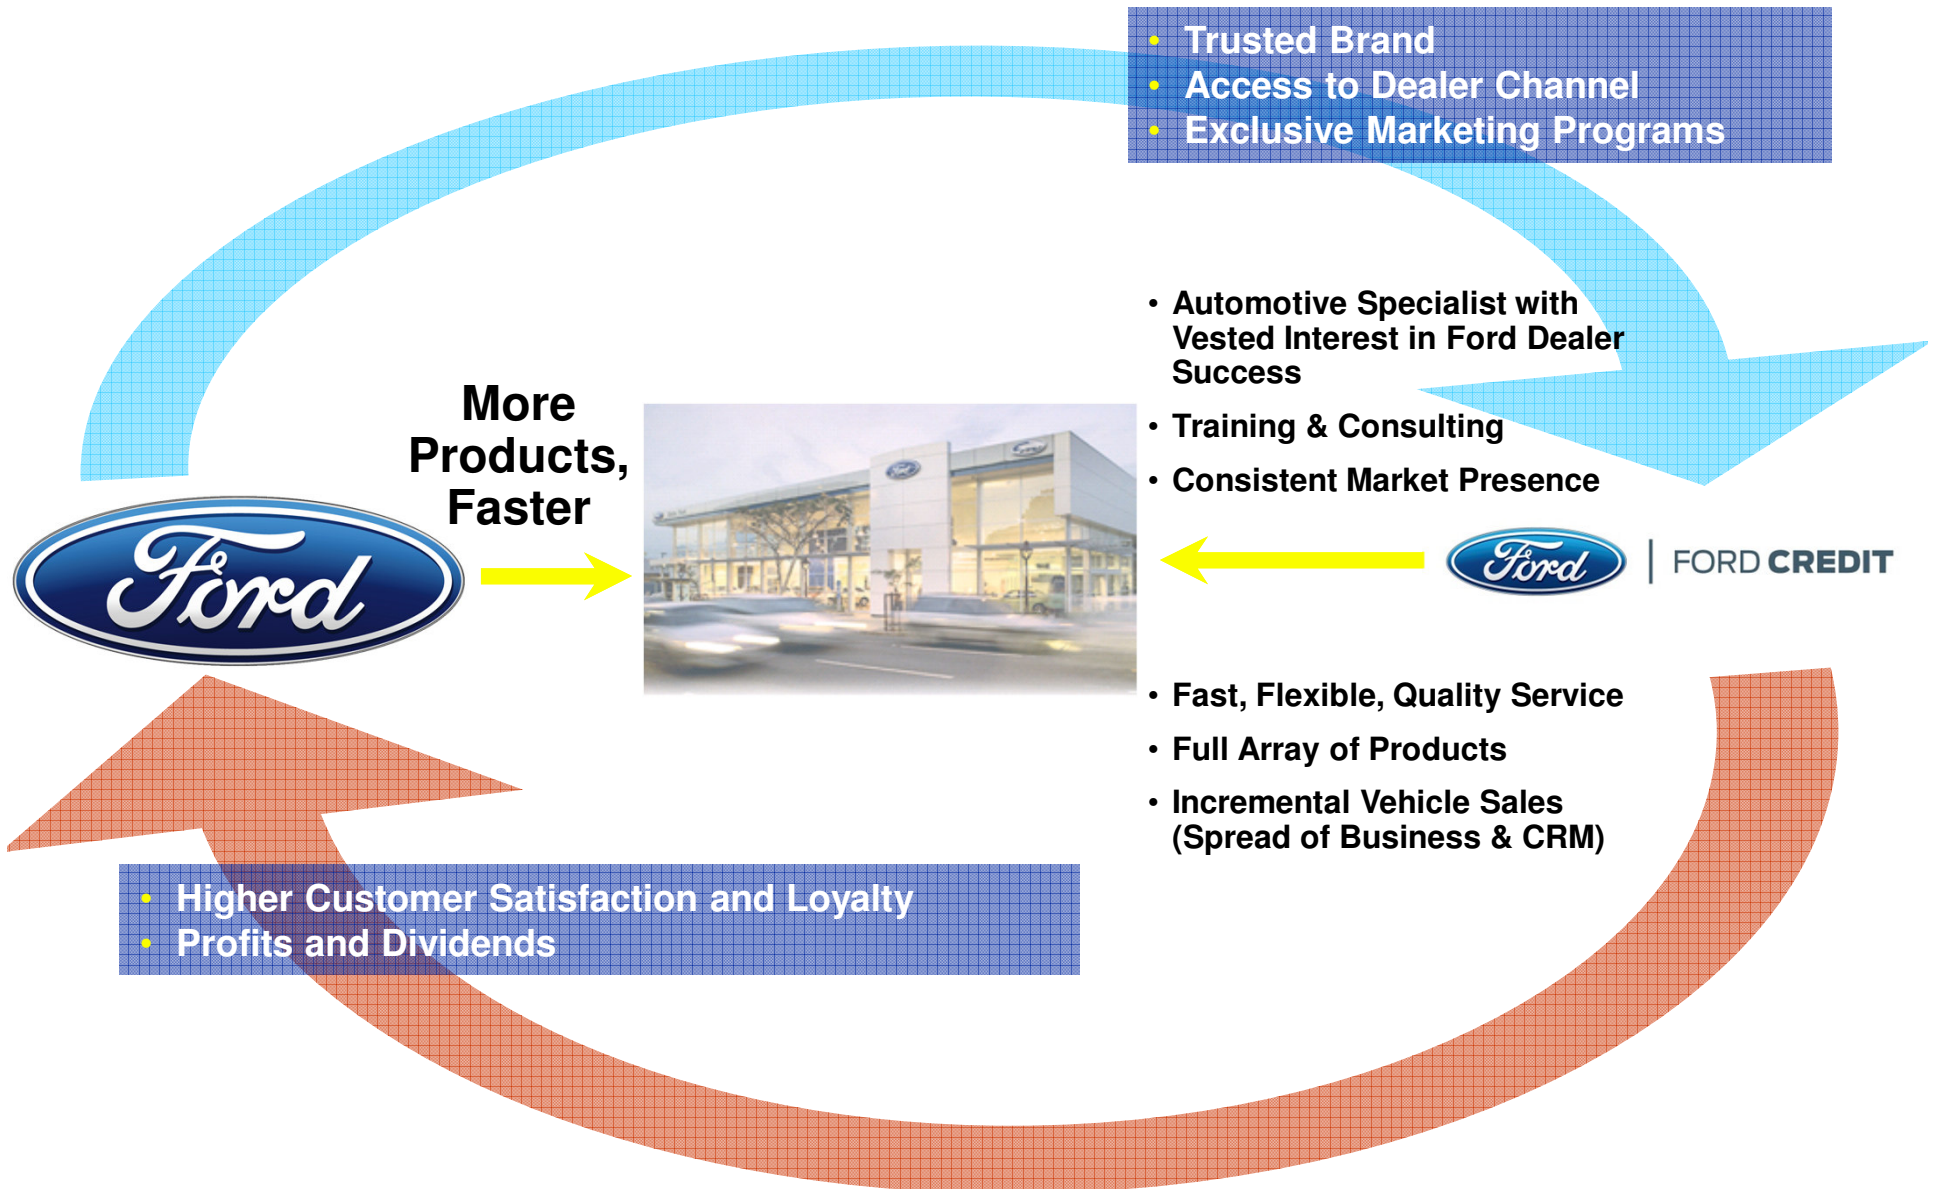 • Trusted Brand
• Access to Dealer Channel
• Exclusive Marketing Programs
• Automotive Specialist with
Vested Interest in Ford Dealer
Success
• Training & Consulting
• Consistent Market Presence
More
Products,
Faster
Ford
Ford
Ford
Ford | FORD CREDIT
• Fast, Flexible, Quality Service
• Full Array of Products
• Incremental Vehicle Sales
(Spread of Business & CRM)
• Higher Customer Satisfaction and Loyalty
• Profits and Dividends